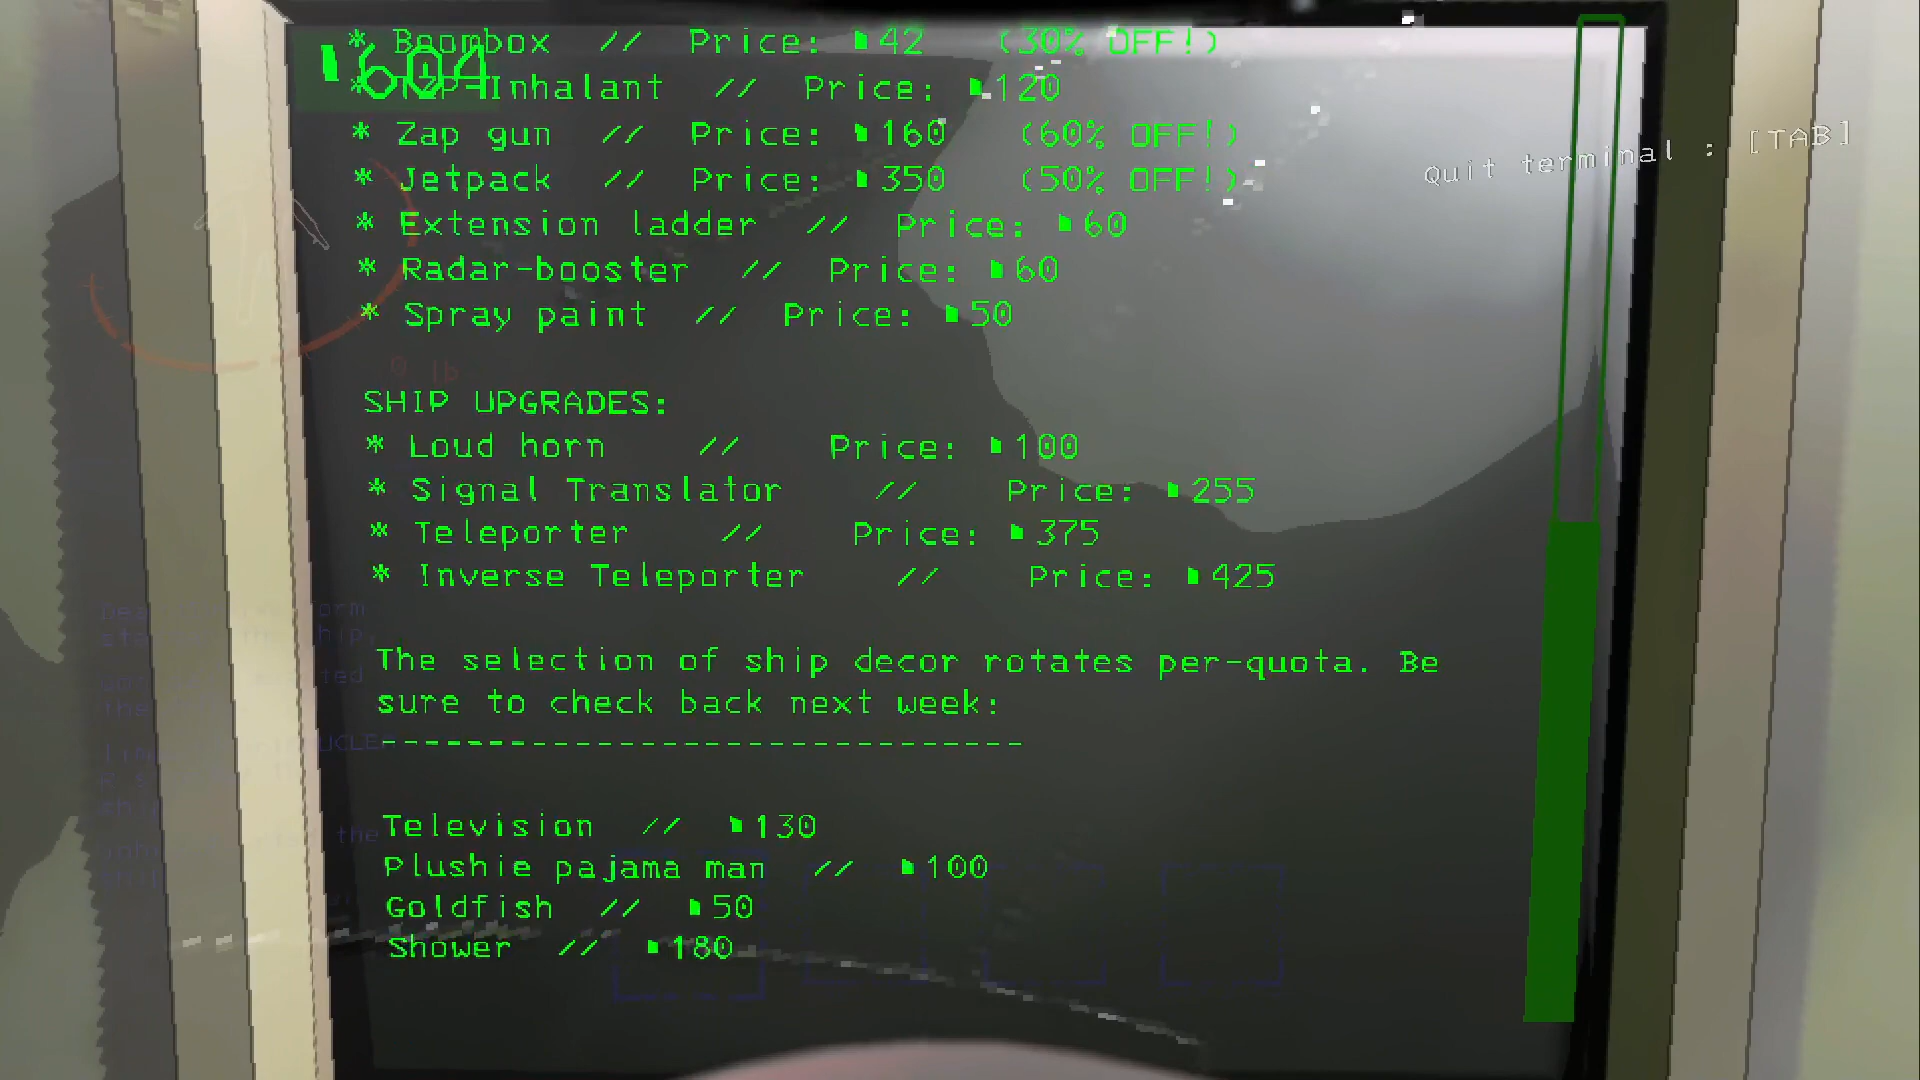 * Boombox // Price: ▮42 (30% OFF!)
▮604
* TZP-Inhalant // Price: ▮120
* Zap gun // Price: ▮160 (60% OFF!)
* Jetpack // Price: ▮350 (50% OFF!)
Quit terminal : [TAB]
* Extension ladder // Price: ▮60
* Radar-booster // Price: ▮60
* Spray paint // Price: ▮50
0 lb
SHIP UPGRADES:
* Loud horn // Price: ▮100
* Signal Translator // Price: ▮255
* Teleporter // Price: ▮375
* Inverse Teleporter // Price: ▮425
The selection of ship decor rotates per-quota. Be
sure to check back next week:
------------------------------
Television // ▮130
Plushie pajama man // ▮100
Goldfish // ▮50
Shower // ▮180